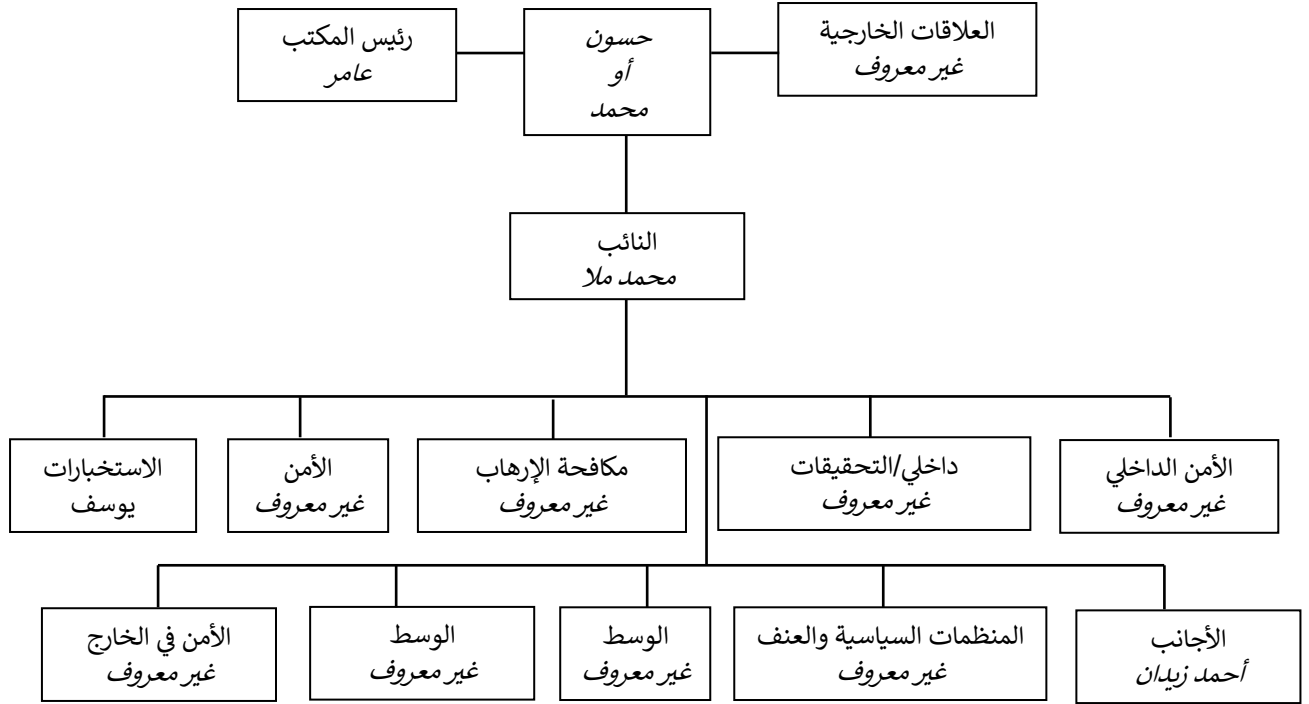 العلاقات الخارجية
غير معروف
حسون
أو
محمد
رئيس المكتب
عامر
النائب
محمد ملا
الأمن الداخلي
غير معروف
داخلي/التحقيقات
غير معروف
مكافحة الإرهاب
غير معروف
الأمن
غير معروف
الاستخبارات
يوسف
الأجانب
أحمد زيدان
المنظمات السياسية والعنف
غير معروف
الوسط
غير معروف
الوسط
غير معروف
الأمن في الخارج
غير معروف